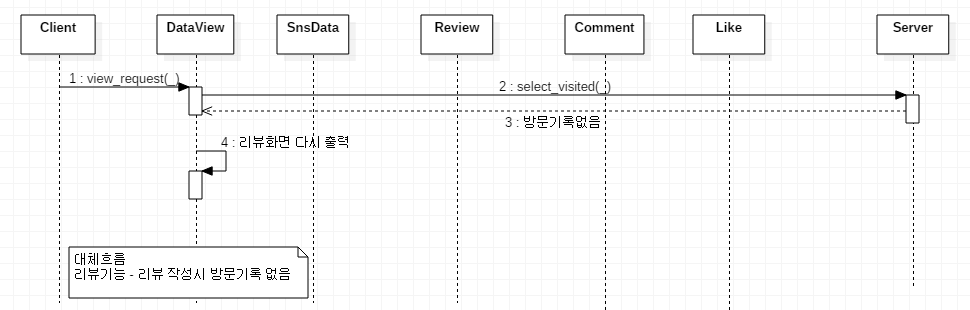 Client
DataView
SnsData
Review
Comment
Like
Server
1 : view_request(_)
2 : select_visited(_)
3 : 방문기록없음
4 : 리뷰화면 다시 출력
대체흐름
리뷰기능 - 리뷰 작성시 방문기록 없음